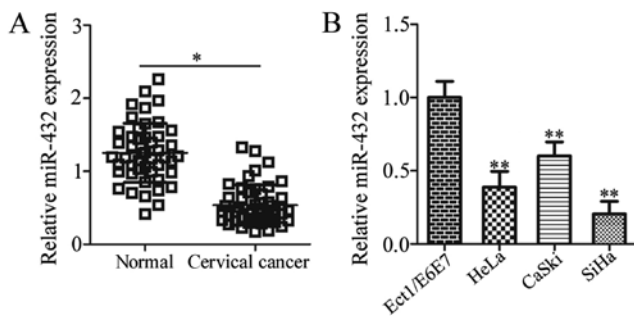 A
Relative miR-432 expression
3
2
1
0
*
Normal
Cervical cancer
B
Relative miR-432 expression
1.5
1.0
0.5
0.0
**
**
**
Ect1/E6E7
HeLa
CaSki
SiHa